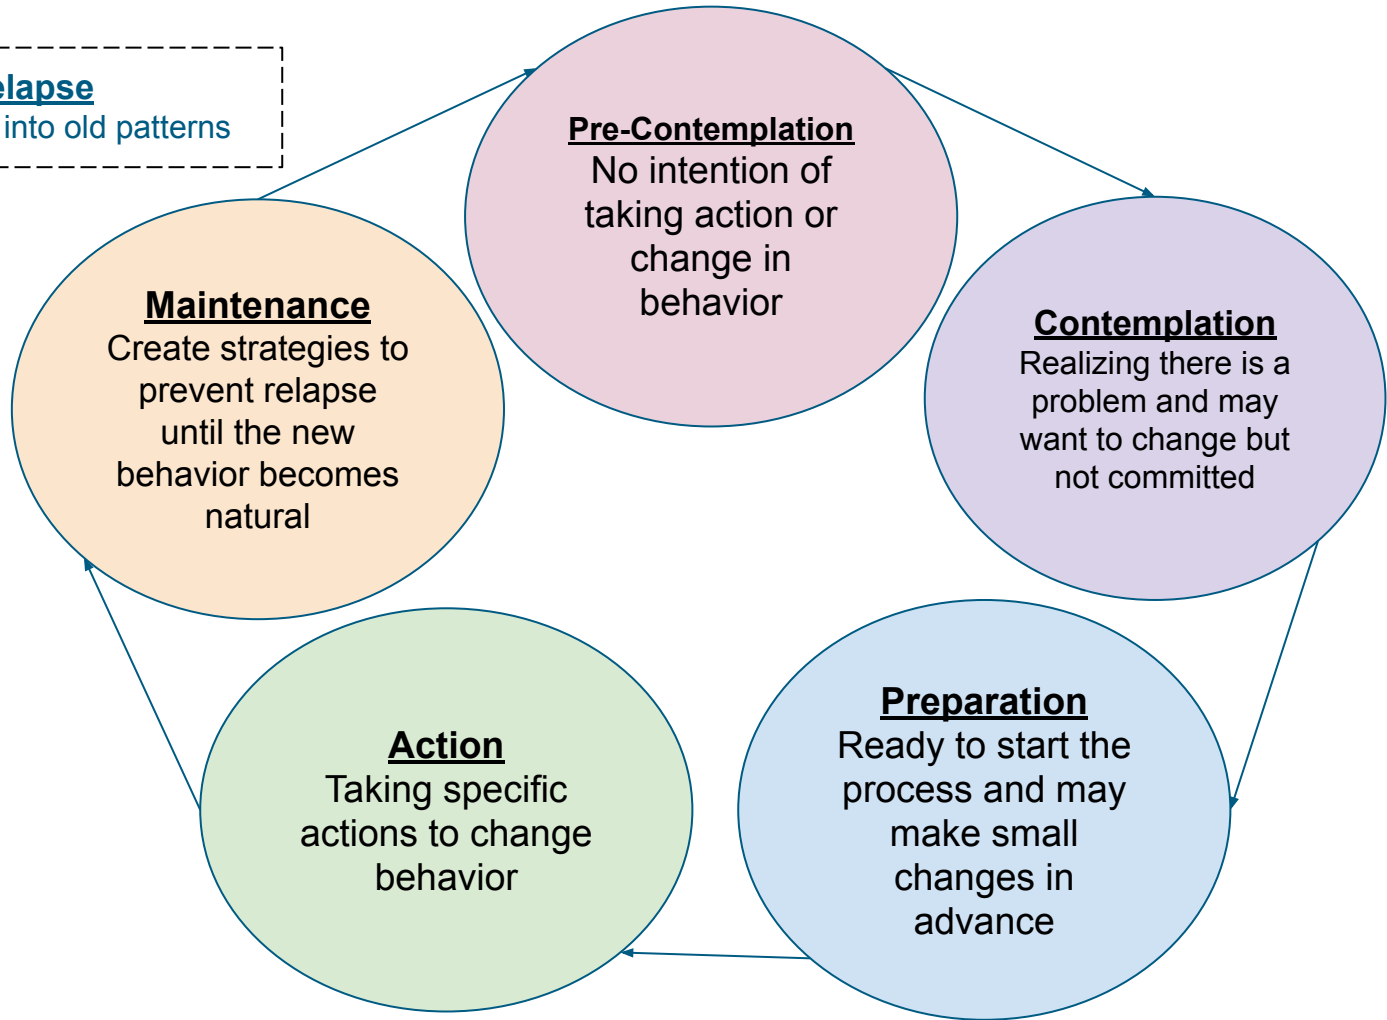 elapse
into old patterns
Pre-Contemplation
No intention of
taking action or
change in
behavior
Contemplation
Realizing there is a
problem and may
want to change but
not committed
Preparation
Ready to start the
process and may
make small
changes in
advance
Action
Taking specific
actions to change
behavior
Maintenance
Create strategies to
prevent relapse
until the new
behavior becomes
natural